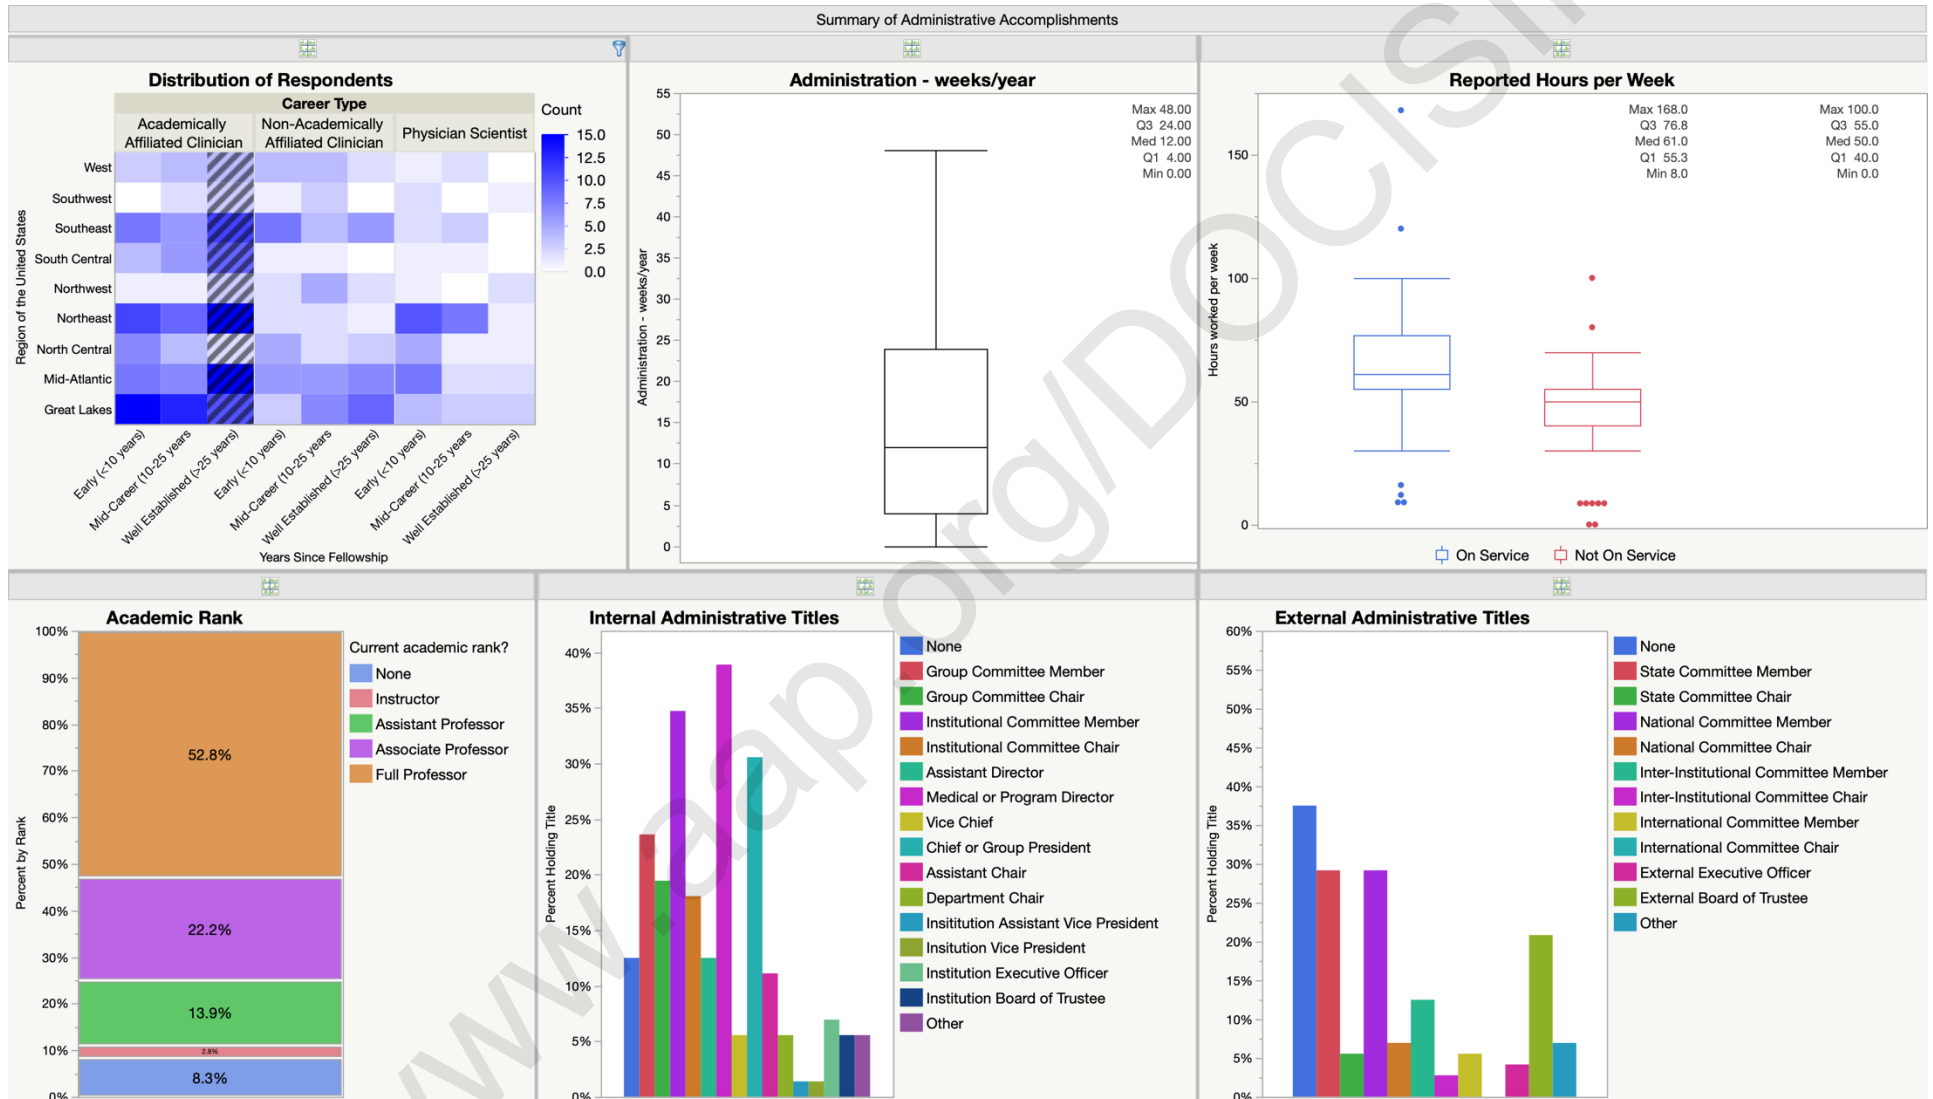 Summary of Administrative Accomplishments
Distribution of Respondents
Career Type
Academically
Affiliated Clinician
Non-Academically
Affiliated Clinician
Physician Scientist
Count
15.0
12.5
10.0
7.5
5.0
2.5
0.0
Region of the United States
West
Southwest
Southeast
South Central
Northwest
Northeast
North Central
Mid-Atlantic
Great Lakes
Early (<10 years)
Mid-Career (10-25 years
Well Established (>25 years)
Early (<10 years)
Mid-Career (10-25 years
Well Established (>25 years)
Early (<10 years)
Mid-Career (10-25 years
Well Established (>25 years)
Years Since Fellowship
Administration - weeks/year
Administration - weeks/year
55
50
45
40
35
30
25
20
15
10
5
0
Max 48.00
Q3 24.00
Med 12.00
Q1 4.00
Min 0.00
Reported Hours per Week
Hours worked per week
150
100
50
0
Max 168.0
Q3 76.8
Med 61.0
Q1 55.3
Min 8.0
Max 100.0
Q3 55.0
Med 50.0
Q1 40.0
Min 0.0
On Service
Not On Service
Academic Rank
Percent by Rank
100%
90%
80%
70%
60%
50%
40%
30%
20%
10%
0%
52.8%
22.2%
13.9%
2.8%
8.3%
Current academic rank?
None
Instructor
Assistant Professor
Associate Professor
Full Professor
Internal Administrative Titles
Percent Holding Title
40%
35%
30%
25%
20%
15%
10%
5%
0%
None
Group Committee Member
Group Committee Chair
Institutional Committee Member
Institutional Committee Chair
Assistant Director
Medical or Program Director
Vice Chief
Chief or Group President
Assistant Chair
Department Chair
Insititution Assistant Vice President
Insitution Vice President
Institution Executive Officer
Institution Board of Trustee
Other
External Administrative Titles
Percent Holding Title
60%
55%
50%
45%
40%
35%
30%
25%
20%
15%
10%
5%
0%
None
State Committee Member
State Committee Chair
National Committee Member
National Committee Chair
Inter-Institutional Committee Member
Inter-Institutional Committee Chair
International Committee Member
International Committee Chair
External Executive Officer
External Board of Trustee
Other
www.aap.org/DOCISI